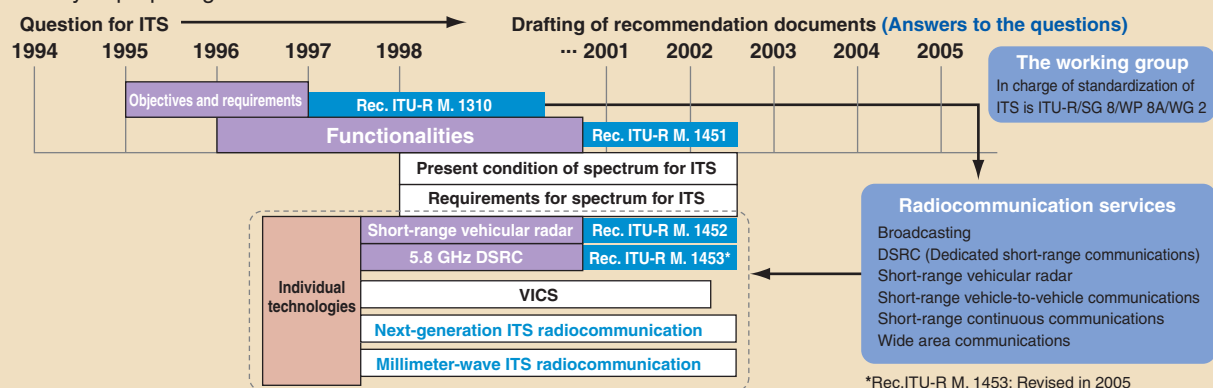 Question for ITS
Drafting of recommendation documents (Answers to the questions)
1994 1995 1996 1997 1998 ... 2001 2002 2003 2004 2005
The working group
In charge of standardization of
ITS is ITU-R/SG 8/WP 8A/WG 2
Objectives and requirements
Rec. ITU-R M. 1310
Functionalities
Rec. ITU-R M. 1451
Present condition of spectrum for ITS
Requirements for spectrum for ITS
Individual
technologies
Short-range vehicular radar
Rec. ITU-R M. 1452
5.8 GHz DSRC
Rec. ITU-R M. 1453*
VICS
Next-generation ITS radiocommunication
Millimeter-wave ITS radiocommunication
Radiocommunication services
Broadcasting
DSRC (Dedicated short-range communications)
Short-range vehicular radar
Short-range vehicle-to-vehicle communications
Short-range continuous communications
Wide area communications
*Rec.ITU-R M. 1453: Revised in 2005